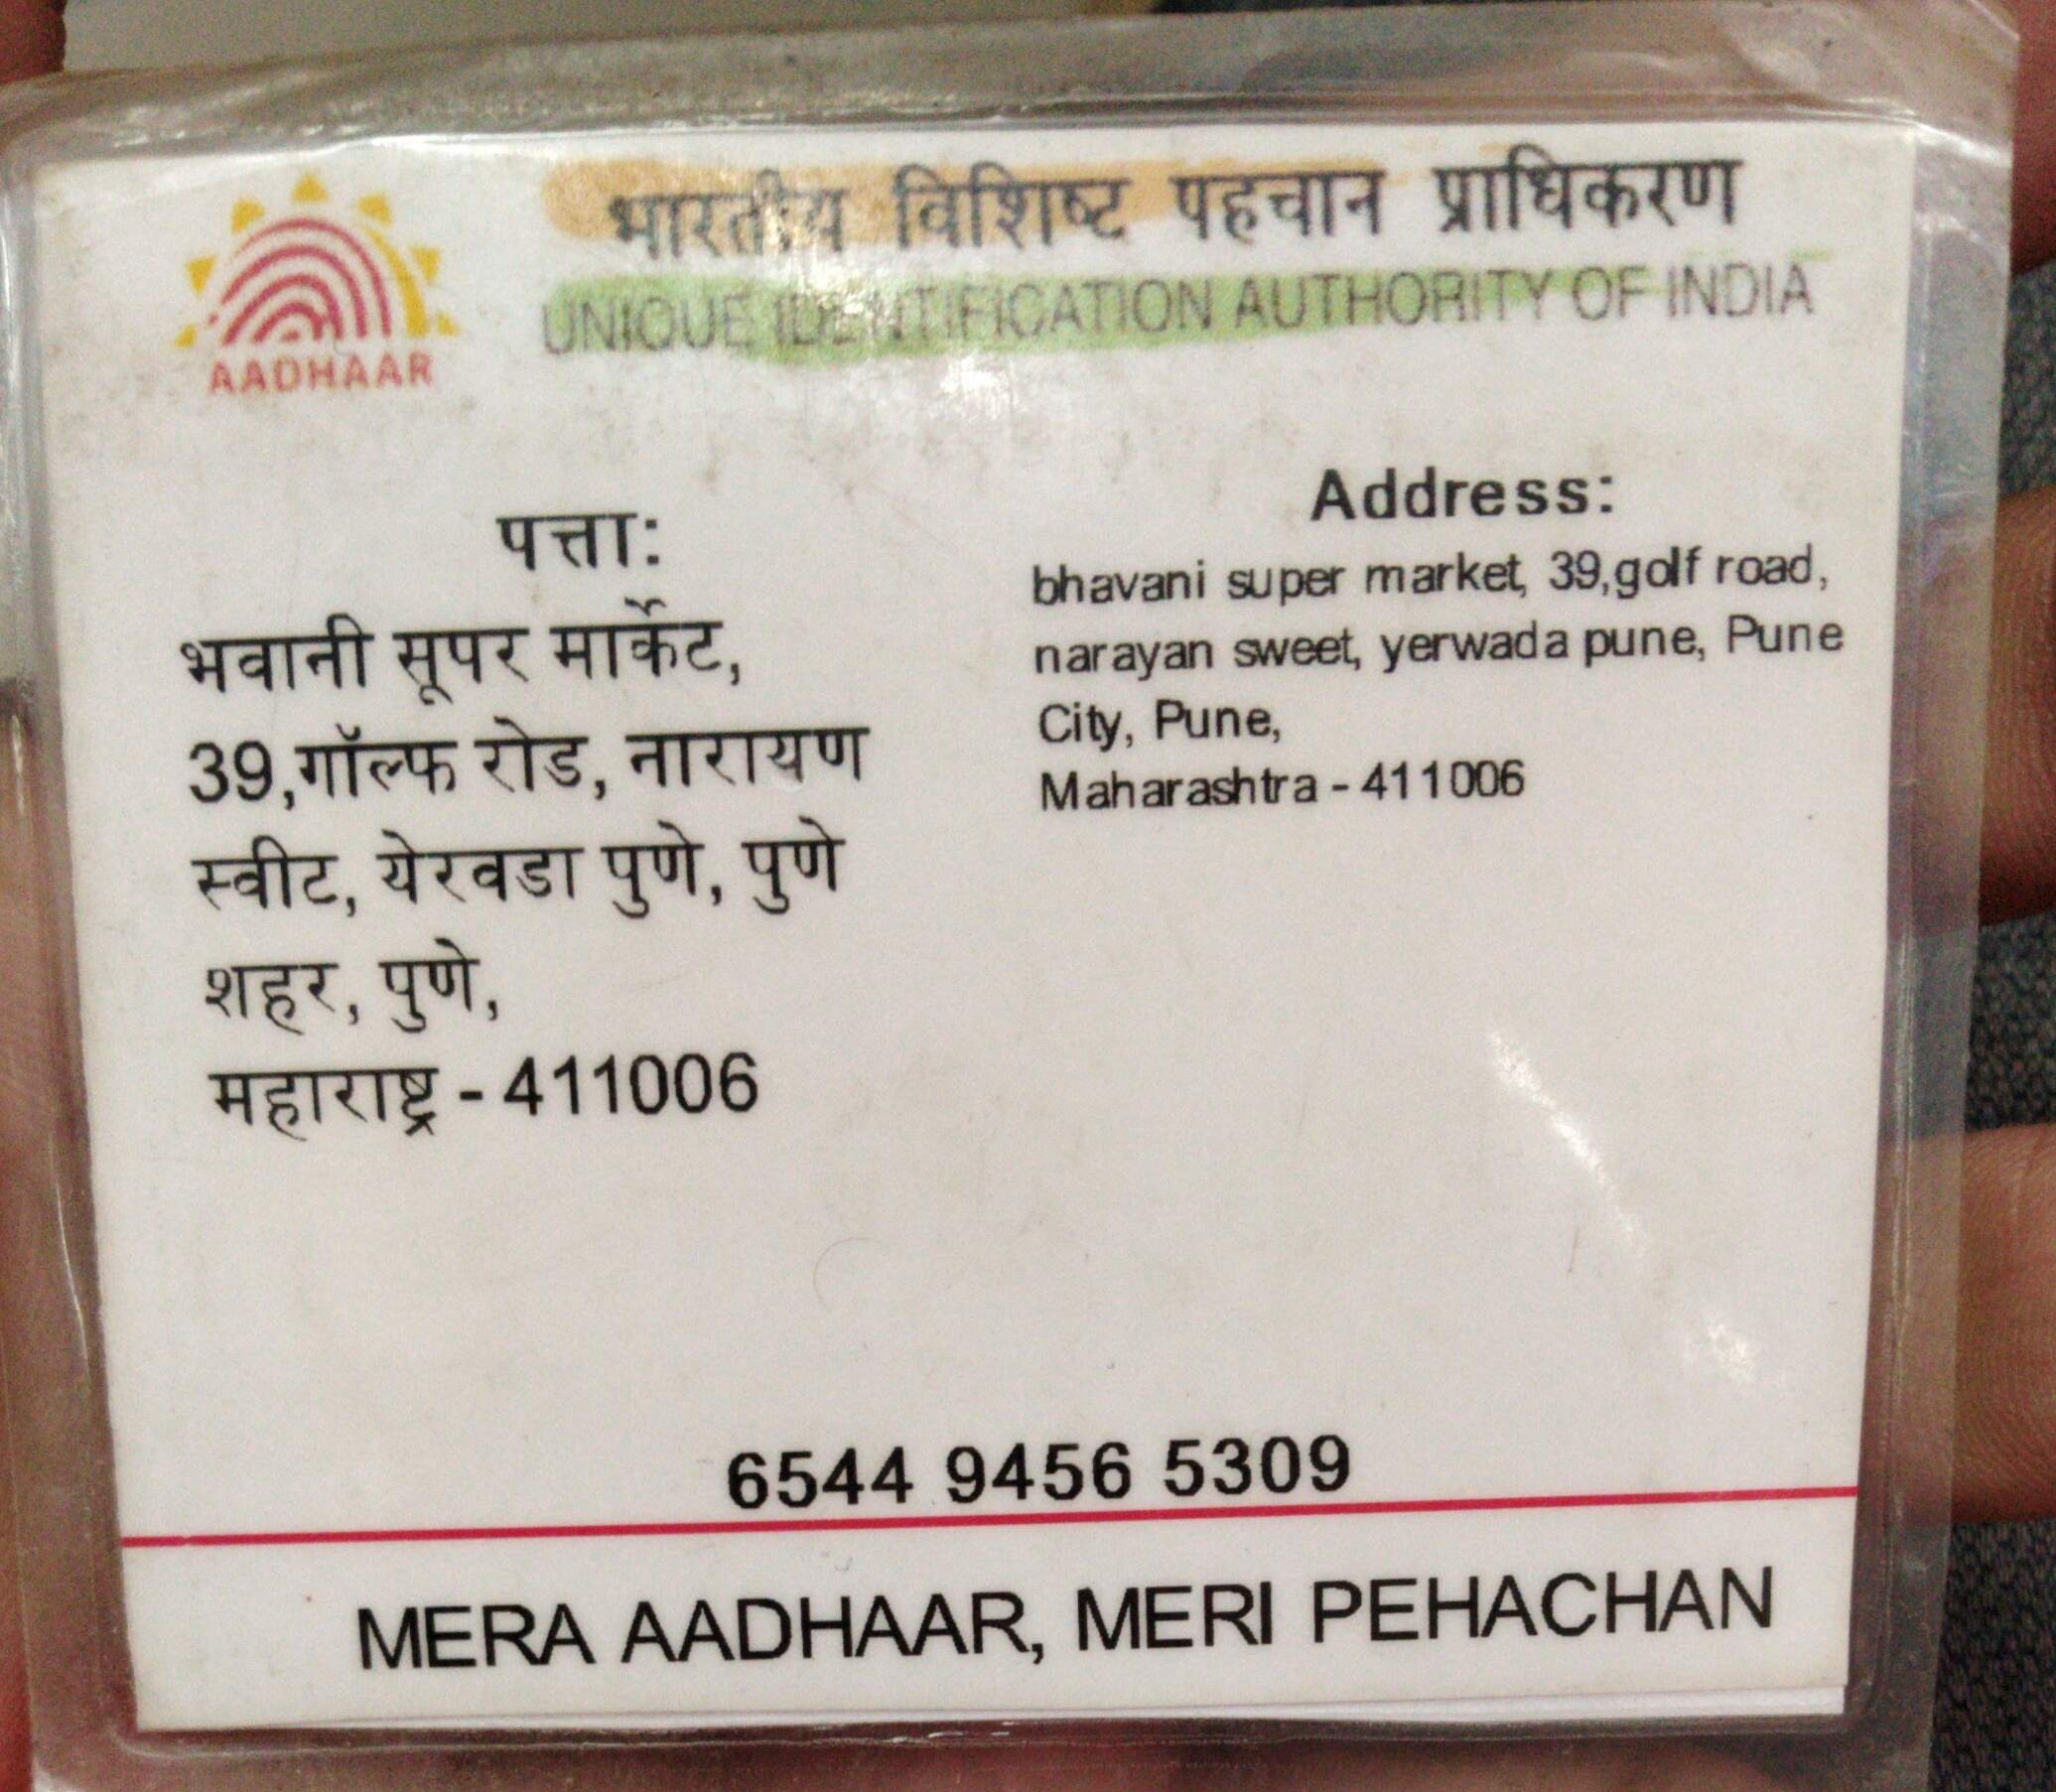 भारतीय विशिष्ट पहचान प्राधिकरण
UNIQUE IDENTIFICATION AUTHORITY OF INDIA
AADHAAR
पत्ता:
भवानी सूपर मार्केट,
39,गॉल्फ रोड, नारायण
स्वीट, येरवडा पुणे, पुणे
शहर, पुणे,
महाराष्ट्र - 411006
Address:
bhavani super market, 39,golf road,
narayan sweet, yerwada pune, Pune
City, Pune,
Maharashtra - 411006
6544 9456 5309
MERA AADHAAR, MERI PEHACHAN